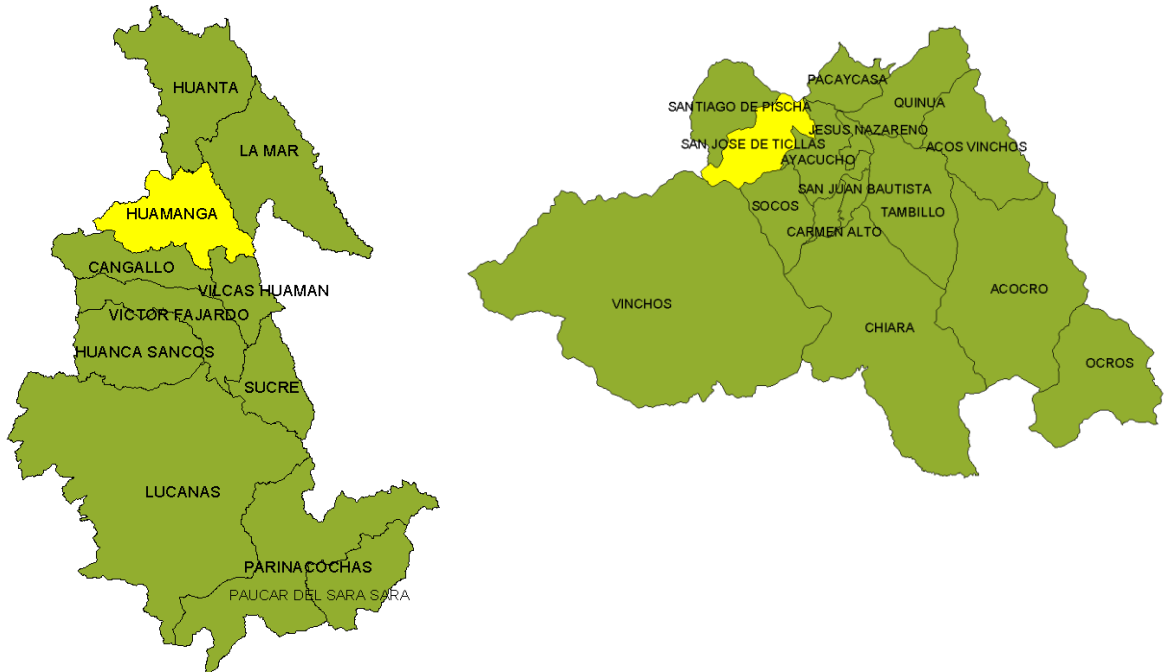 HUANTA
LA MAR
HUAMANGA
CANGALLO
VILCAS HUAMAN
VICTOR FAJARDO
HUANCA SANCOS
SUCRE
LUCANAS
PARINACOCHAS
PAUCAR DEL SARA SARA
PACAYCASA
SANTIAGO DE PISCHA
QUINUA
JESUS NAZARENO
SAN JOSE DE TICLLAS
ACOS VINCHOS
AYACUCHO
SAN JUAN BAUTISTA
SOCOS
TAMBILLO
CARMEN ALTO
ACOCRO
VINCHOS
CHIARA
OCROS